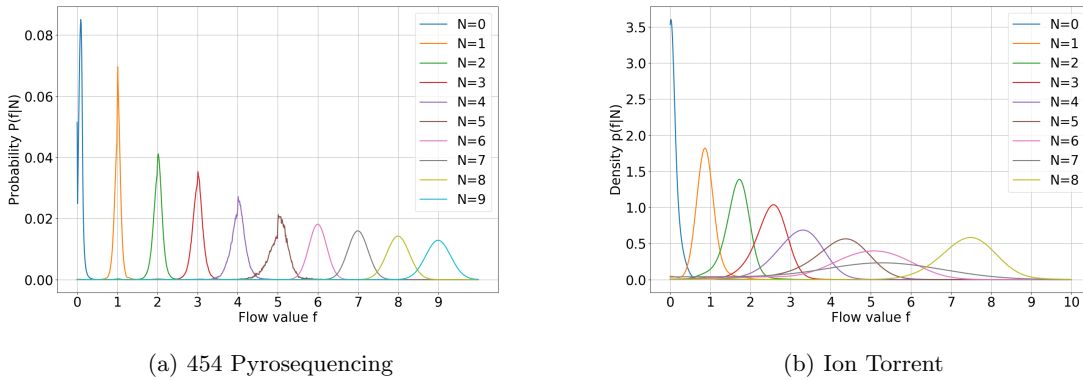 0.08
0.06
0.04
0.02
0.00
Probability P(f|N)
0 1 2 3 4 5 6 7 8 9
Flow value f
N=0
N=1
N=2
N=3
N=4
N=5
N=6
N=7
N=8
N=9
(a) 454 Pyrosequencing
3.5
3.0
2.5
2.0
1.5
1.0
0.5
0.0
Density p(f|N)
0 1 2 3 4 5 6 7 8 9 10
Flow value f
N=0
N=1
N=2
N=3
N=4
N=5
N=6
N=7
N=8
(b) Ion Torrent